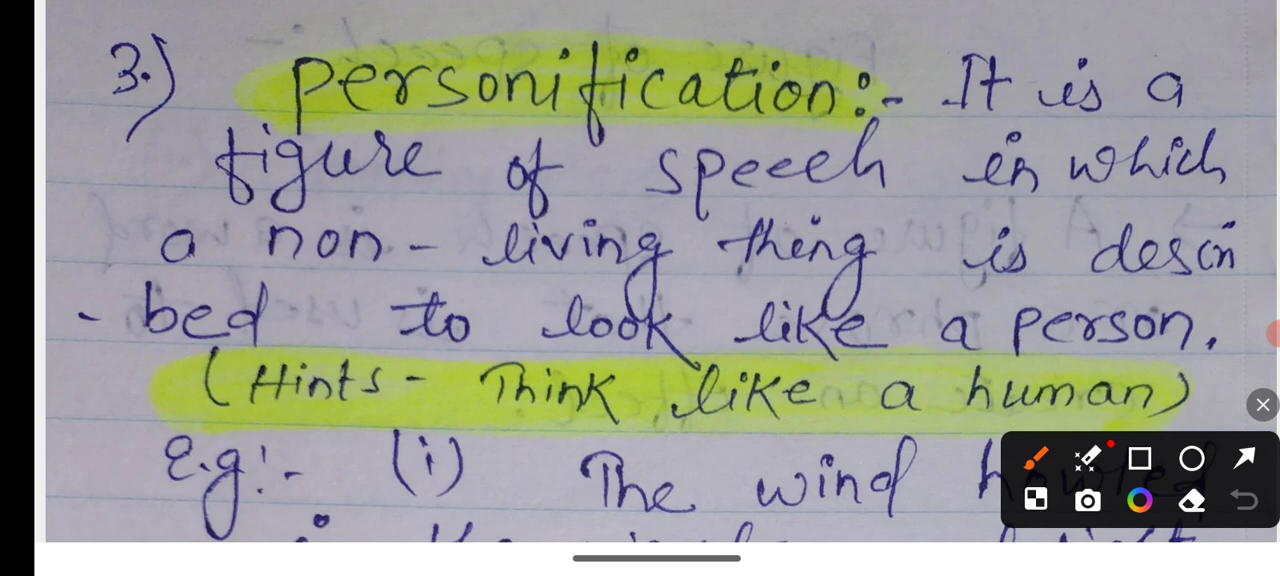 3.) Personification:- It is a
figure of speech in which
a non-living thing is descri
-bed to look like a person.
(Hints - Think like a human)
E.g:- (i) The wind howled